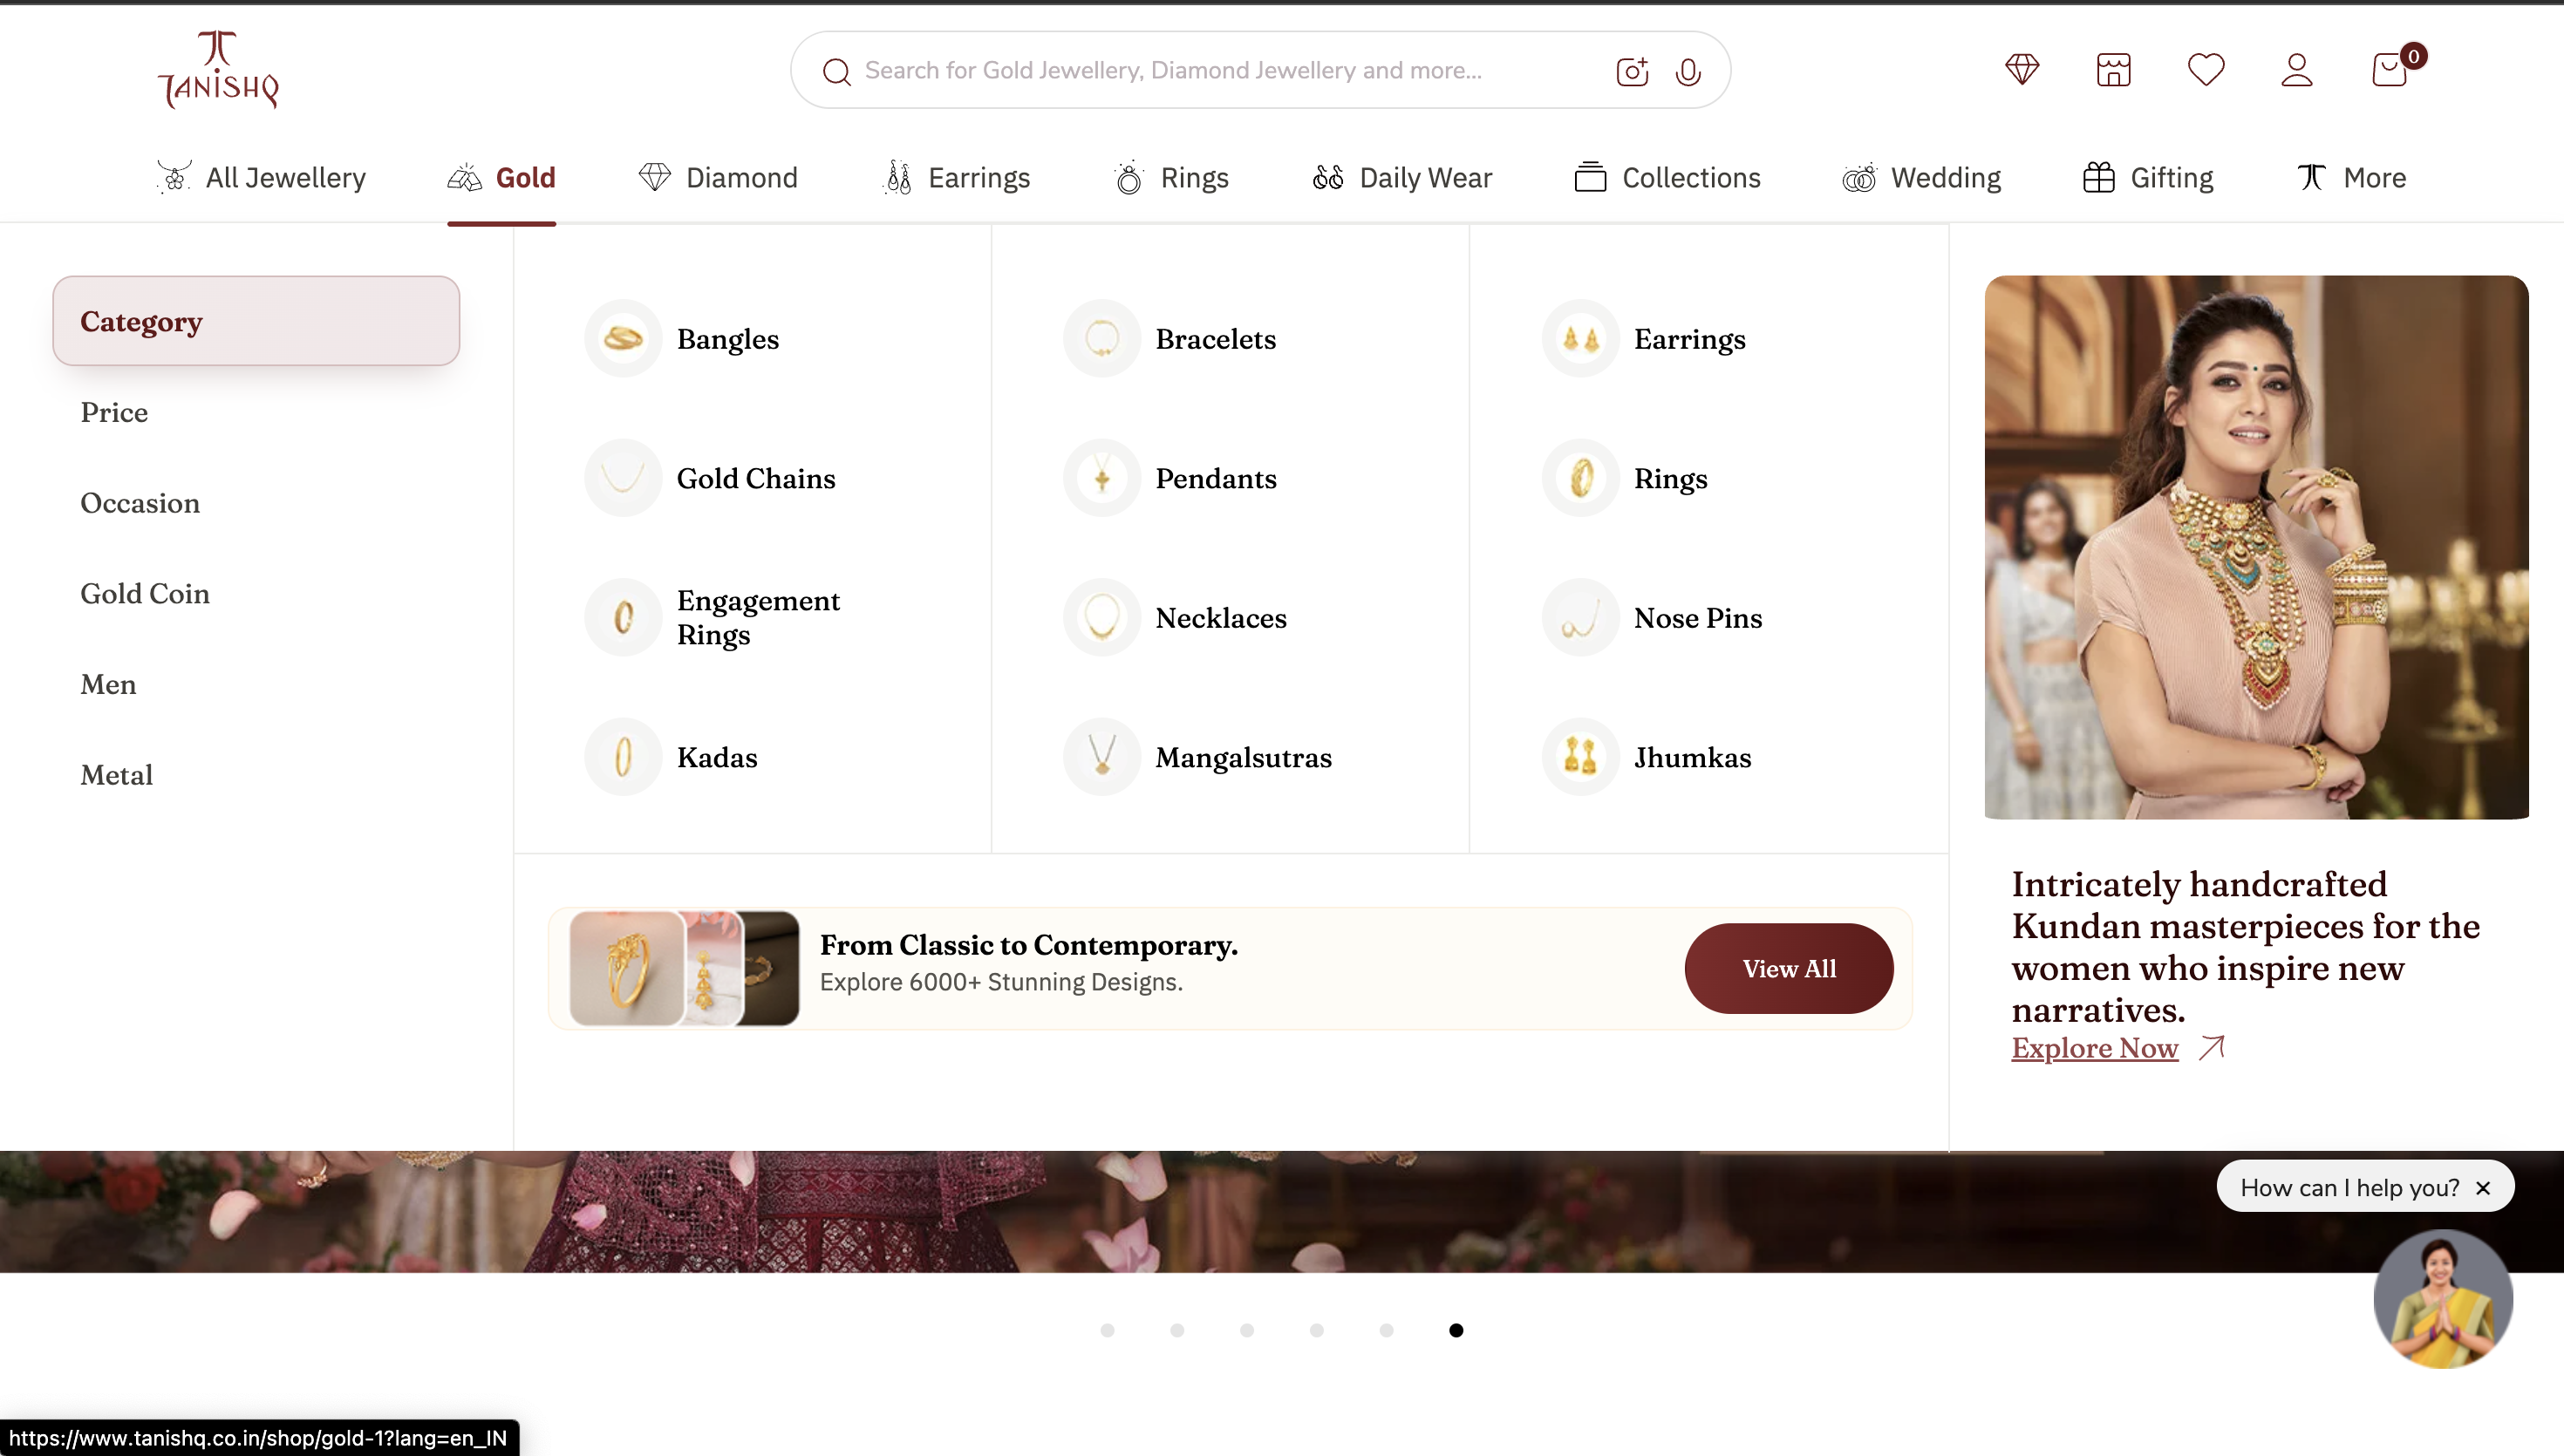 TANISHQ
Search for Gold Jewellery, Diamond Jewellery and more...
0
All Jewellery
Gold
Diamond
Earrings
Rings
Daily Wear
Collections
Wedding
Gifting
More
Category
Price
Occasion
Gold Coin
Men
Metal
Bangles
Bracelets
Earrings
Gold Chains
Pendants
Rings
Engagement
Rings
Necklaces
Nose Pins
Kadas
Mangalsutras
Jhumkas
From Classic to Contemporary.
Explore 6000+ Stunning Designs.
View All
Intricately handcrafted
Kundan masterpieces for the
women who inspire new
narratives.
Explore Now
How can I help you?
https://www.tanishq.co.in/shop/gold-1?lang=en_IN